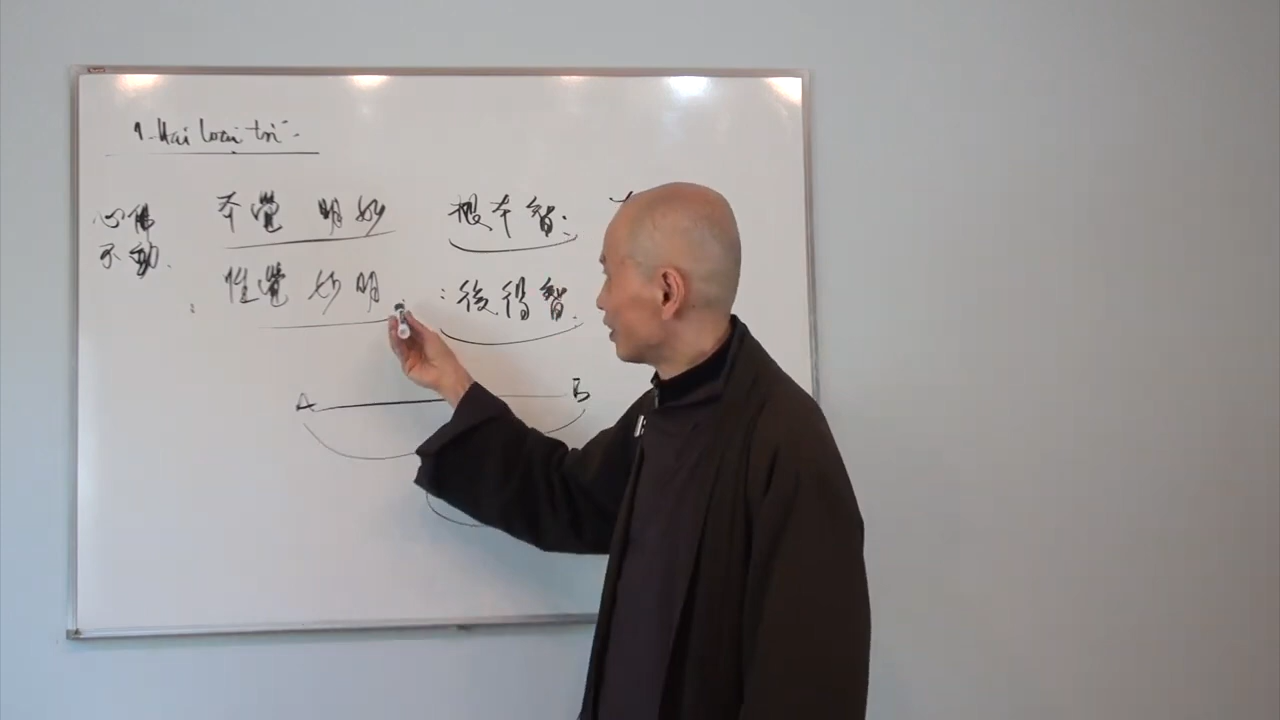 1. Hai loại trí.
本覺 明妙 根本智:
心佛
不動.
性覺 妙明 : 後得智.
A B